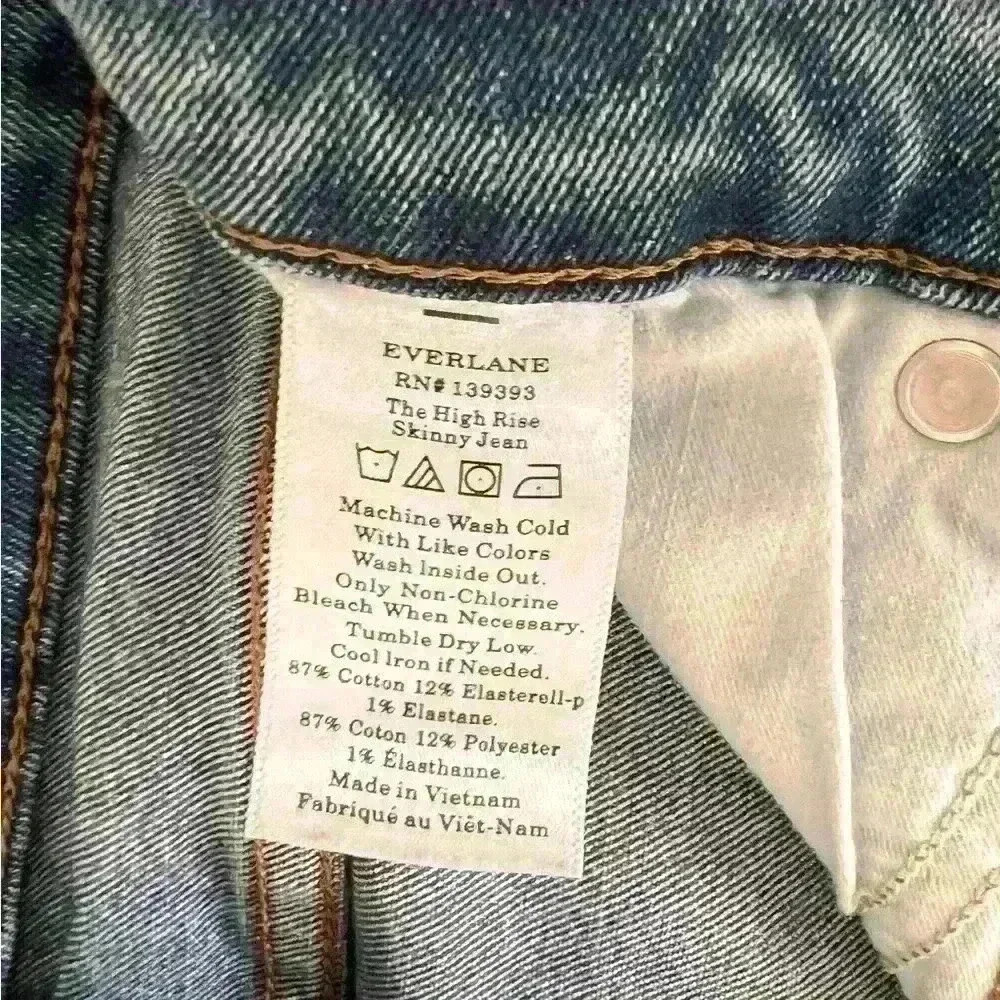 EVERLANE
RN# 139393
The High Rise
Skinny Jean
Machine Wash Cold
With Like Colors
Wash Inside Out.
Only Non-Chlorine
Bleach When Necessary.
Tumble Dry Low.
Cool Iron if Needed.
87% Cotton 12% Elasterell-p
1% Elastane.
87% Coton 12% Polyester
1% Élasthanne.
Made in Vietnam
Fabriqué au Viêt-Nam